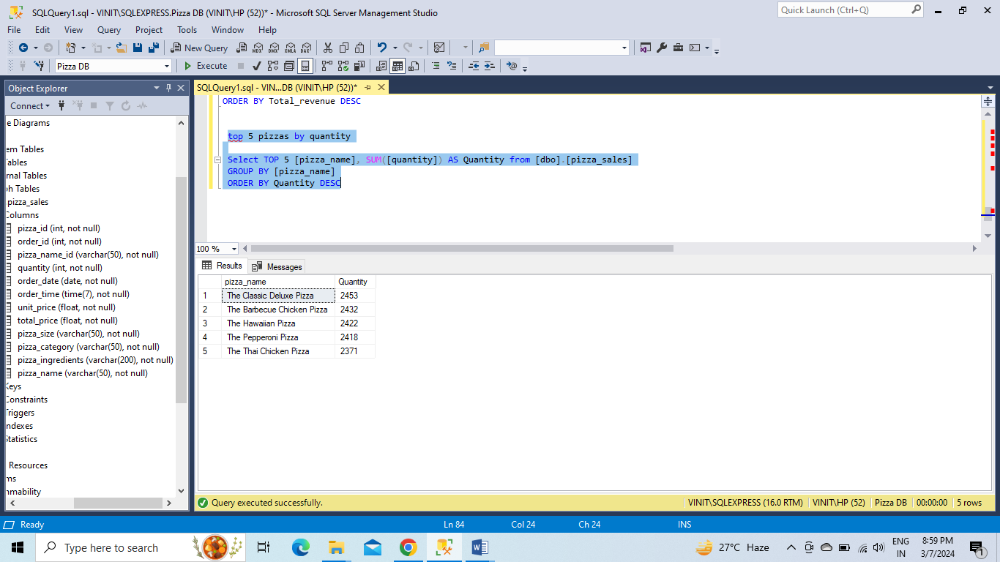 SQLQuery1.sql - VINIT\SQLEXPRESS.Pizza DB (VINIT\HP (52))* - Microsoft SQL Server Management Studio
Quick Launch (Ctrl+Q)
File Edit View Query Project Tools Window Help
New Query MDX DMX XMLA DAX
Pizza DB Execute
Object Explorer
Connect
e Diagrams
em Tables
ables
rnal Tables
ph Tables
pizza_sales
Columns
pizza_id (int, not null)
order_id (int, not null)
pizza_name_id (varchar(50), not null)
quantity (int, not null)
order_date (date, not null)
order_time (time(7), not null)
unit_price (float, not null)
total_price (float, not null)
pizza_size (varchar(50), not null)
pizza_category (varchar(50), not null)
pizza_ingredients (varchar(200), not null)
pizza_name (varchar(50), not null)
Keys
Constraints
Triggers
ndexes
Statistics
Resources
ms
mmability
SQLQuery1.sql - VIN...DB (VINIT\HP (52))*
ORDER BY Total_revenue DESC
top 5 pizzas by quantity
Select TOP 5 [pizza_name], SUM([quantity]) AS Quantity from [dbo].[pizza_sales]
GROUP BY [pizza_name]
ORDER BY Quantity DESC
100 %
Results Messages
pizza_name Quantity
1 The Classic Deluxe Pizza 2453
2 The Barbecue Chicken Pizza 2432
3 The Hawaiian Pizza 2422
4 The Pepperoni Pizza 2418
5 The Thai Chicken Pizza 2371
Query executed successfully. VINIT\SQLEXPRESS (16.0 RTM) VINIT\HP (52) Pizza DB 00:00:00 5 rows
Ready Ln 84 Col 24 Ch 24 INS
Type here to search 27°C Haze ENG IN 8:59 PM 3/7/2024 1